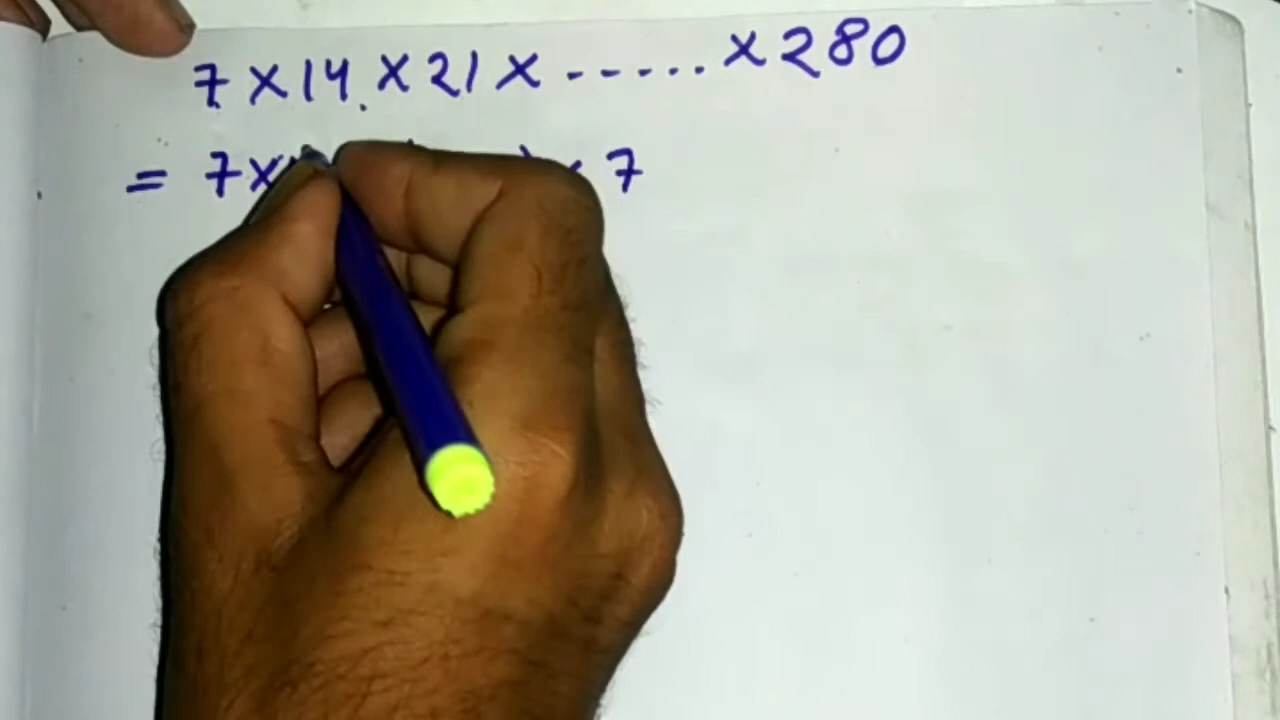 7 × 14 × 21 × ------ × 280
= 7 × 7